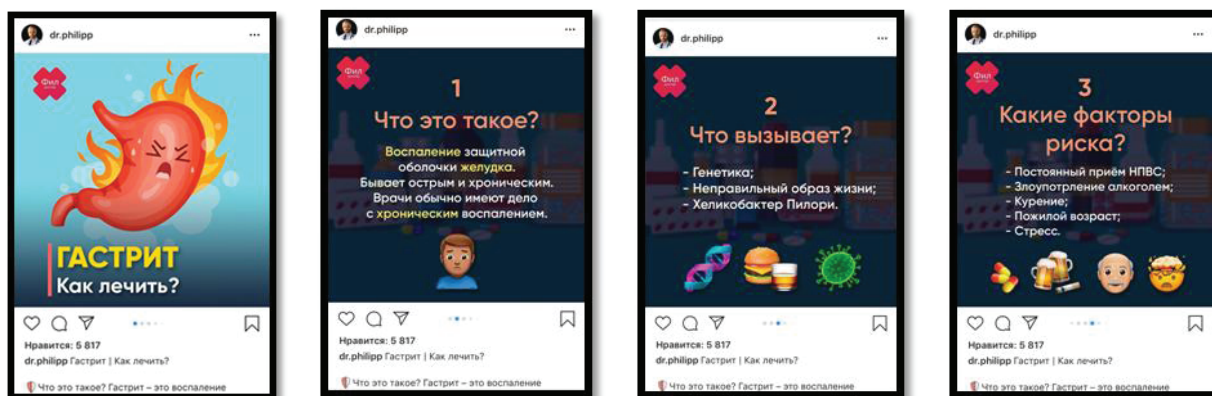 dr.philipp
Фил
ГАСТРИТ
Как лечить?
Нравится: 5 817
dr.philipp Гастрит | Как лечить?
Что это такое? Гастрит – это воспаление
dr.philipp
Фил
1
Что это такое?
Воспаление защитной
оболочки желудка.
Бывает острым и хроническим.
Врачи обычно имеют дело
с хроническим воспалением.
Нравится: 5 817
dr.philipp Гастрит | Как лечить?
Что это такое? Гастрит – это воспаление
dr.philipp
Фил
2
Что вызывает?
- Генетика;
- Неправильный образ жизни;
- Хеликобактер Пилори.
Нравится: 5 817
dr.philipp Гастрит | Как лечить?
Что это такое? Гастрит – это воспаление
dr.philipp
Фил
3
Какие факторы
риска?
- Постоянный приём НПВС;
- Злоупотрление алкоголем;
- Курение;
- Пожилой возраст;
- Стресс.
Нравится: 5 817
dr.philipp Гастрит | Как лечить?
Что это такое? Гастрит – это воспаление